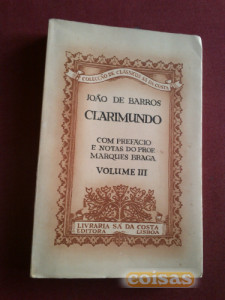 COLECÇÃO DE CLÁSSICOS SÁ DA COSTA
JOÃO DE BARROS
CLARIMUNDO
COM PREFÁCIO
E NOTAS DO PROF.
MARQUES BRAGA
VOLUME III
LIVRARIA SÁ DA COSTA
EDITORA LISBOA
coisas